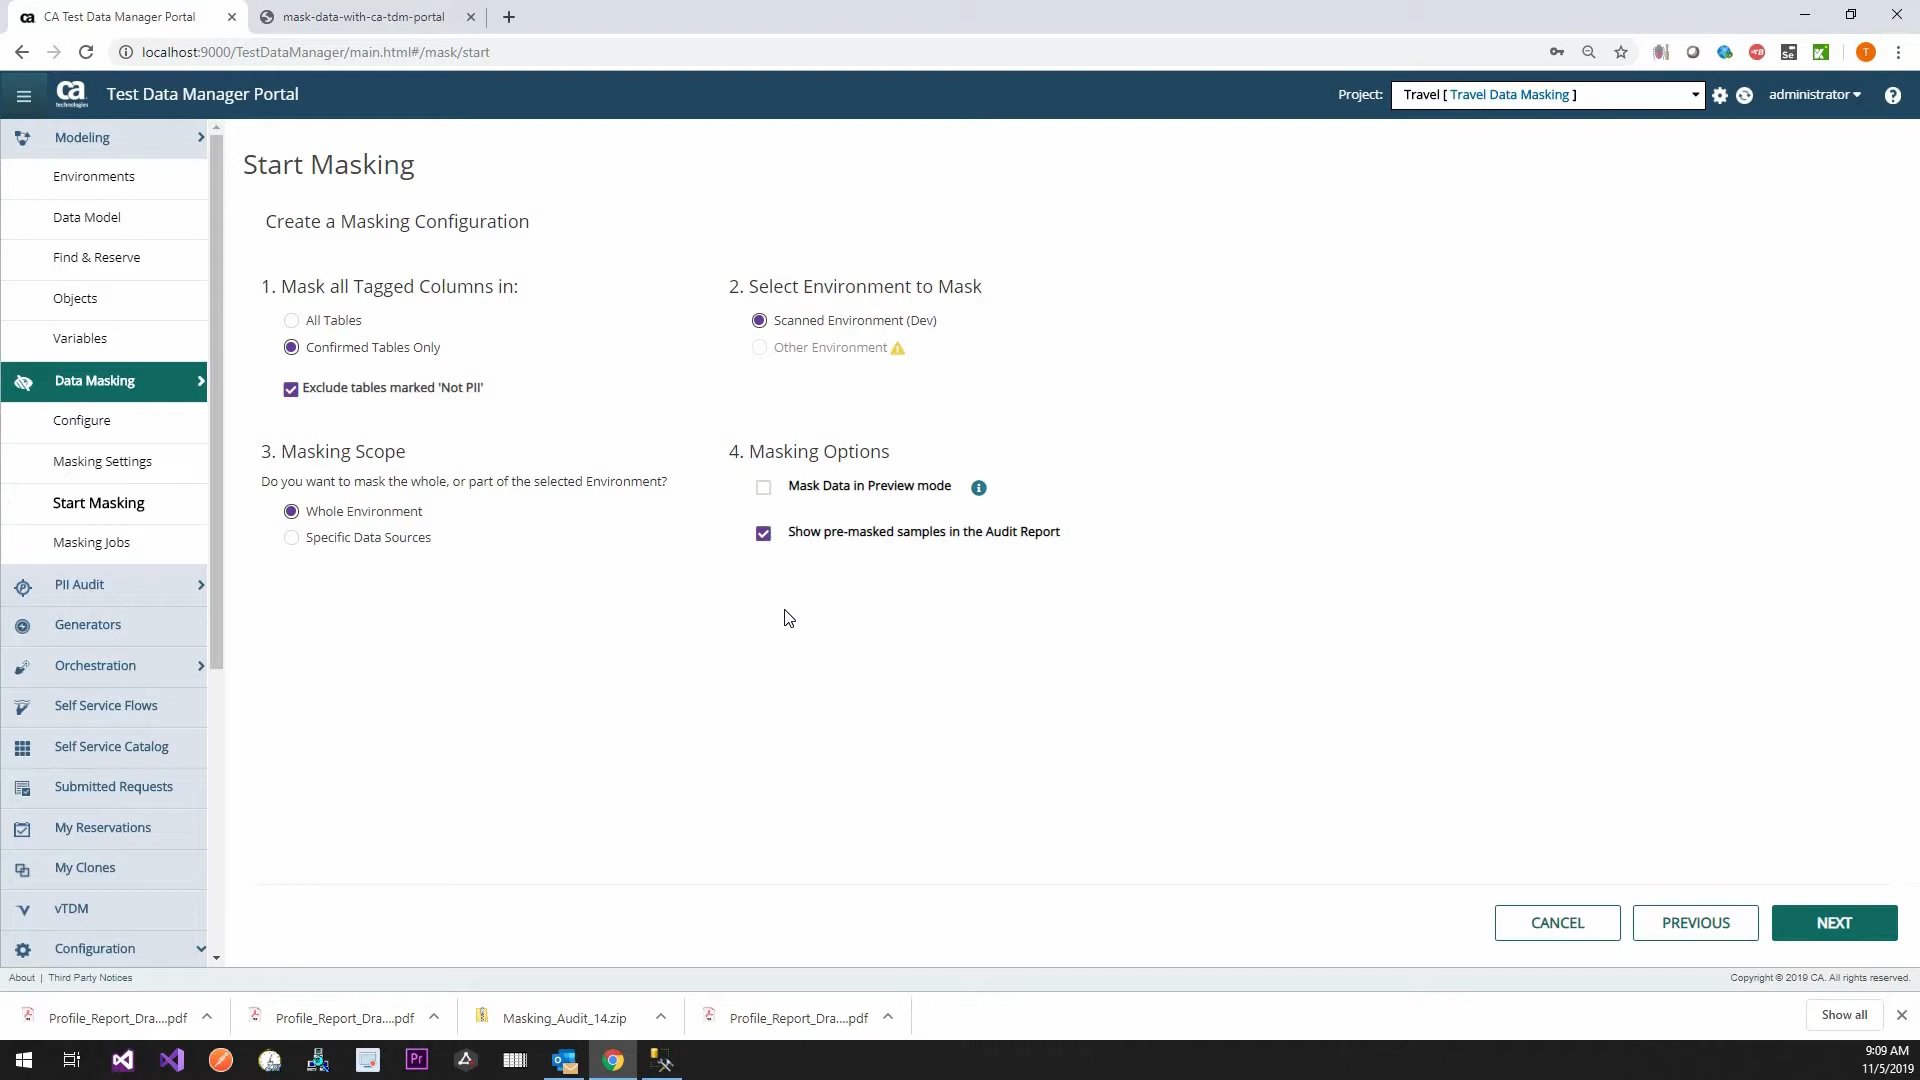 CA Test Data Manager Portal
mask-data-with-ca-tdm-portal
localhost:9000/TestDataManager/main.html#/mask/start
T
ca
technologies
Test Data Manager Portal
Project:
Travel [ Travel Data Masking ]
administrator
Modeling
Environments
Data Model
Find & Reserve
Objects
Variables
Data Masking
Configure
Masking Settings
Start Masking
Masking Jobs
PII Audit
Generators
Orchestration
Self Service Flows
Self Service Catalog
Submitted Requests
My Reservations
My Clones
vTDM
Configuration
Start Masking
Create a Masking Configuration
1. Mask all Tagged Columns in:
All Tables
Confirmed Tables Only
Exclude tables marked 'Not PII'
2. Select Environment to Mask
Scanned Environment (Dev)
Other Environment
3. Masking Scope
Do you want to mask the whole, or part of the selected Environment?
Whole Environment
Specific Data Sources
4. Masking Options
Mask Data in Preview mode
Show pre-masked samples in the Audit Report
CANCEL
PREVIOUS
NEXT
About | Third Party Notices
Copyright © 2019 CA. All rights reserved.
Profile_Report_Dra....pdf
Profile_Report_Dra....pdf
Masking_Audit_14.zip
Profile_Report_Dra....pdf
Show all
Pr
9:09 AM
11/5/2019